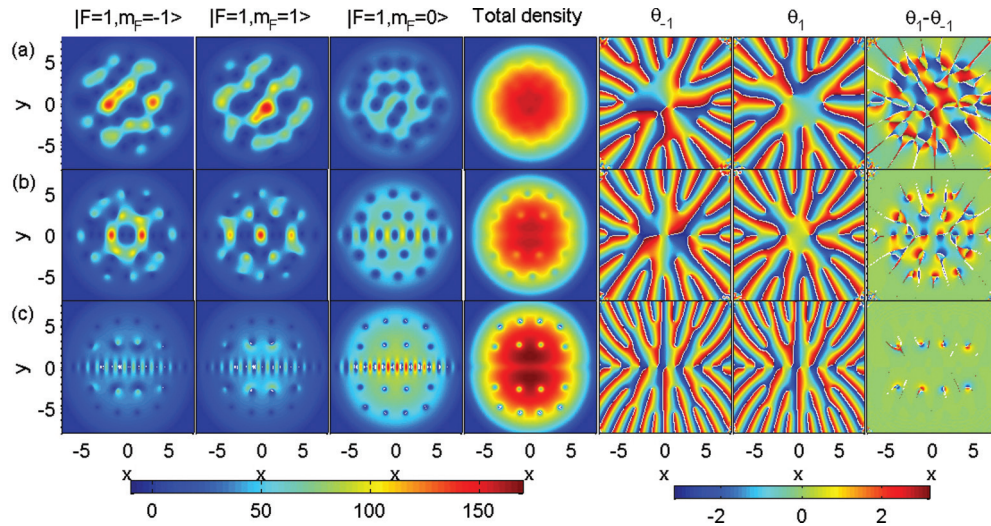 |F=1,m_F=-1> |F=1,m_F=1> |F=1,m_F=0> Total density θ_-1 θ_1 θ_1-θ_-1
(a) y 5 0 -5
(b) y 5 0 -5
(c) y 5 0 -5
-5 0 5 -5 0 5 -5 0 5 -5 0 5 -5 0 5 -5 0 5 -5 0 5
x x x x x x x
0 50 100 150 -2 0 2